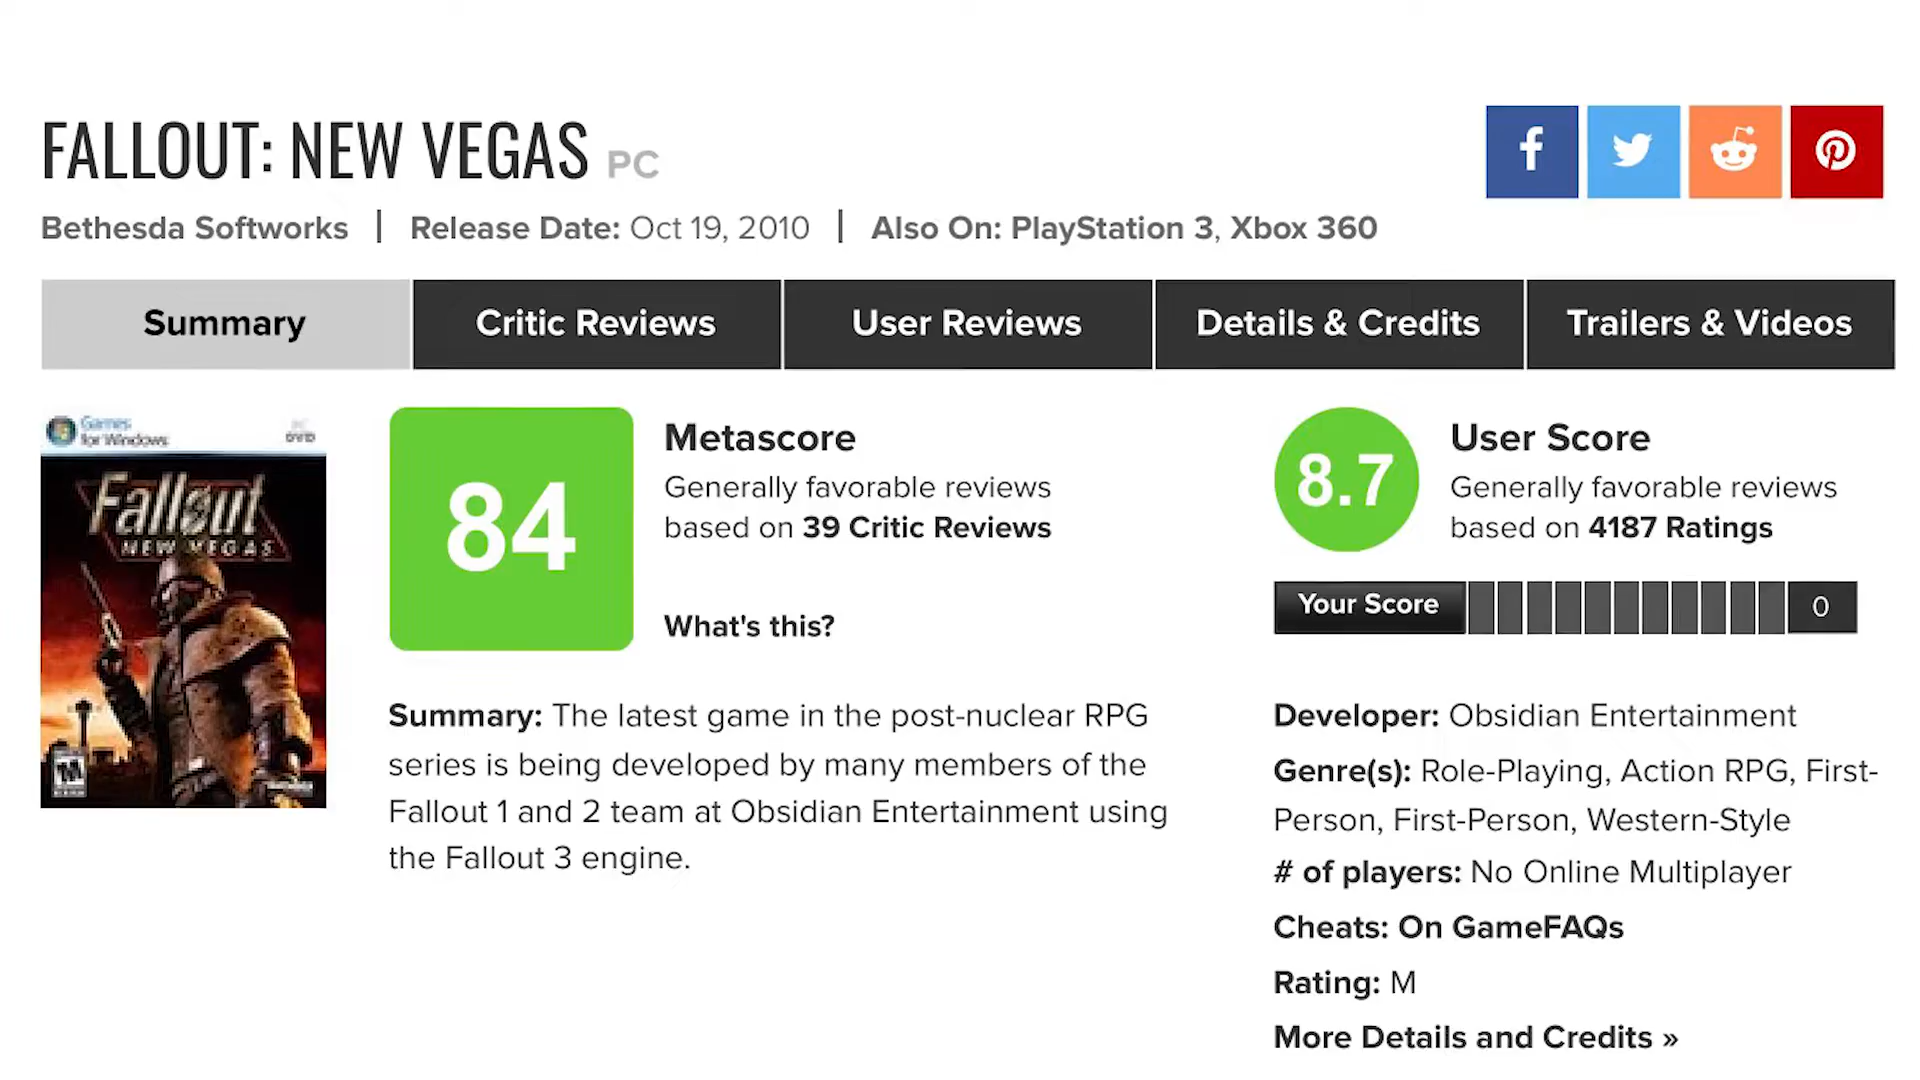 FALLOUT: NEW VEGAS PC
Bethesda Softworks | Release Date: Oct 19, 2010 | Also On: PlayStation 3, Xbox 360
Summary
Critic Reviews
User Reviews
Details & Credits
Trailers & Videos
Games
for Windows
PC
DVD
Fallout
NEW VEGAS
M
84
Metascore
Generally favorable reviews
based on 39 Critic Reviews
What's this?
Summary: The latest game in the post-nuclear RPG
series is being developed by many members of the
Fallout 1 and 2 team at Obsidian Entertainment using
the Fallout 3 engine.
8.7
User Score
Generally favorable reviews
based on 4187 Ratings
Your Score
0
Developer: Obsidian Entertainment
Genre(s): Role-Playing, Action RPG, First-
Person, First-Person, Western-Style
# of players: No Online Multiplayer
Cheats: On GameFAQs
Rating: M
More Details and Credits »